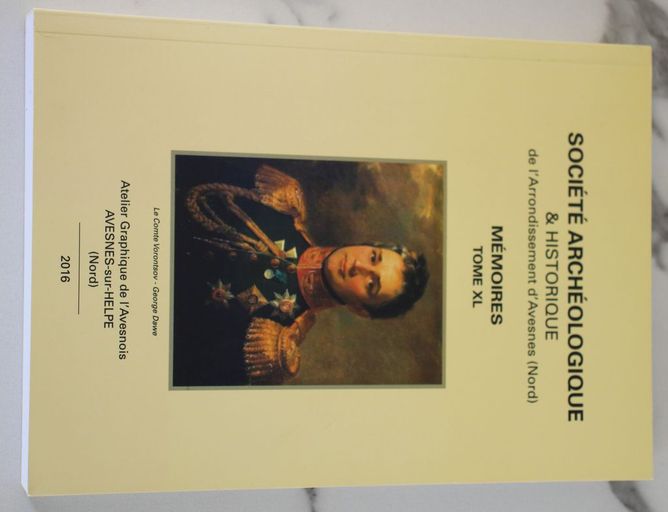 SOCIÉTÉ ARCHÉOLOGIQUE
& HISTORIQUE
de l'Arrondissement d'Avesnes (Nord)
MÉMOIRES
TOME XL
Le Comte Vorontsov - George Dawe
Atelier Graphique de l'Avesnois
AVESNES-sur-HELPE
(Nord)
2016